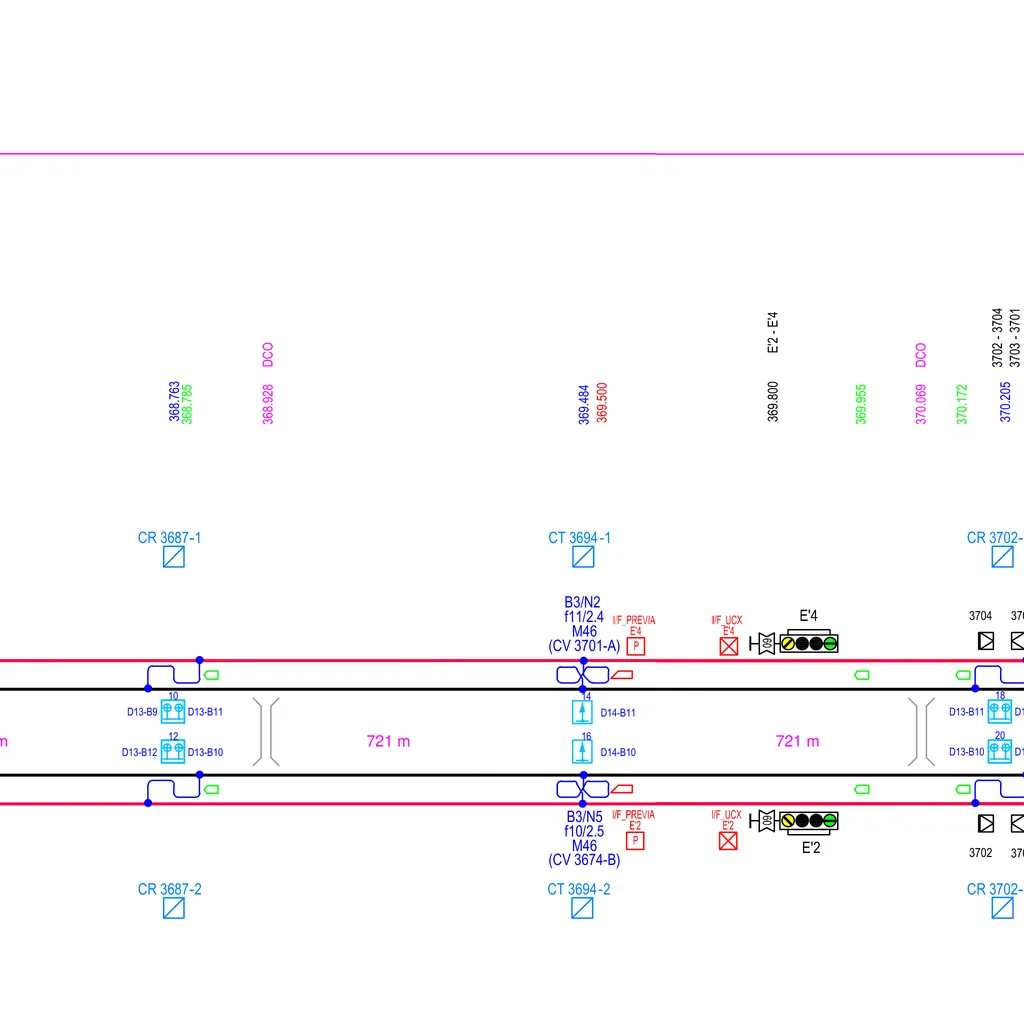 E'2 - E'4
3702 - 3704
3703 - 3701
DCO
DCO
368.763
368.785
368.928
369.484
369.500
369.800
369.955
370.069
370.172
370.205
CR 3687-1
CT 3694-1
CR 3702-
B3/N2
f11/2.4
M46
(CV 3701-A)
I/F_PREVIA
E'4
P
I/F_UCX
E'4
E'4
060
3704
10
D13-B9
D13-B11
14
D14-B11
18
D13-B11
m
721 m
721 m
12
D13-B12
D13-B10
16
D14-B10
20
D13-B10
B3/N5
f10/2.5
M46
(CV 3674-B)
I/F_PREVIA
E'2
P
I/F_UCX
E'2
060
E'2
3702
CR 3687-2
CT 3694-2
CR 3702-